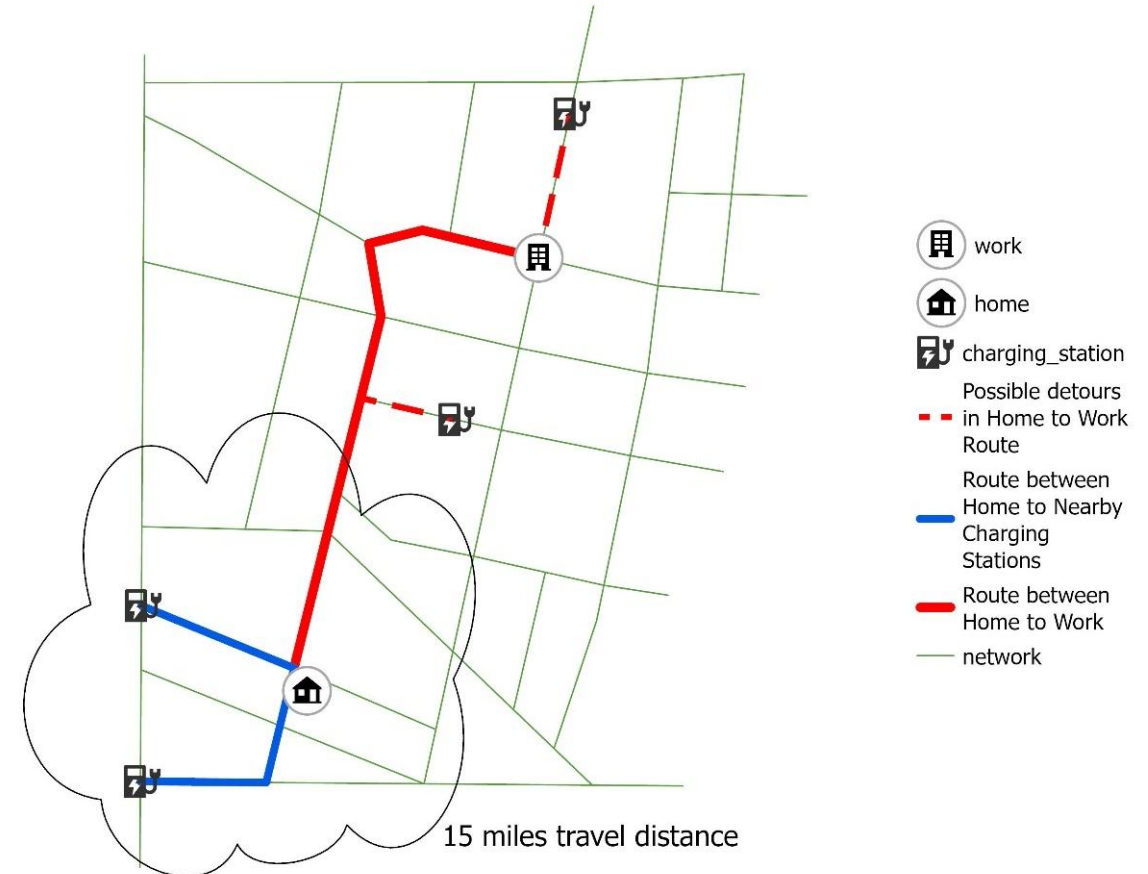 work
home
charging_station
Possible detours
in Home to Work
Route
Route between
Home to Nearby
Charging
Stations
Route between
Home to Work
network
15 miles travel distance